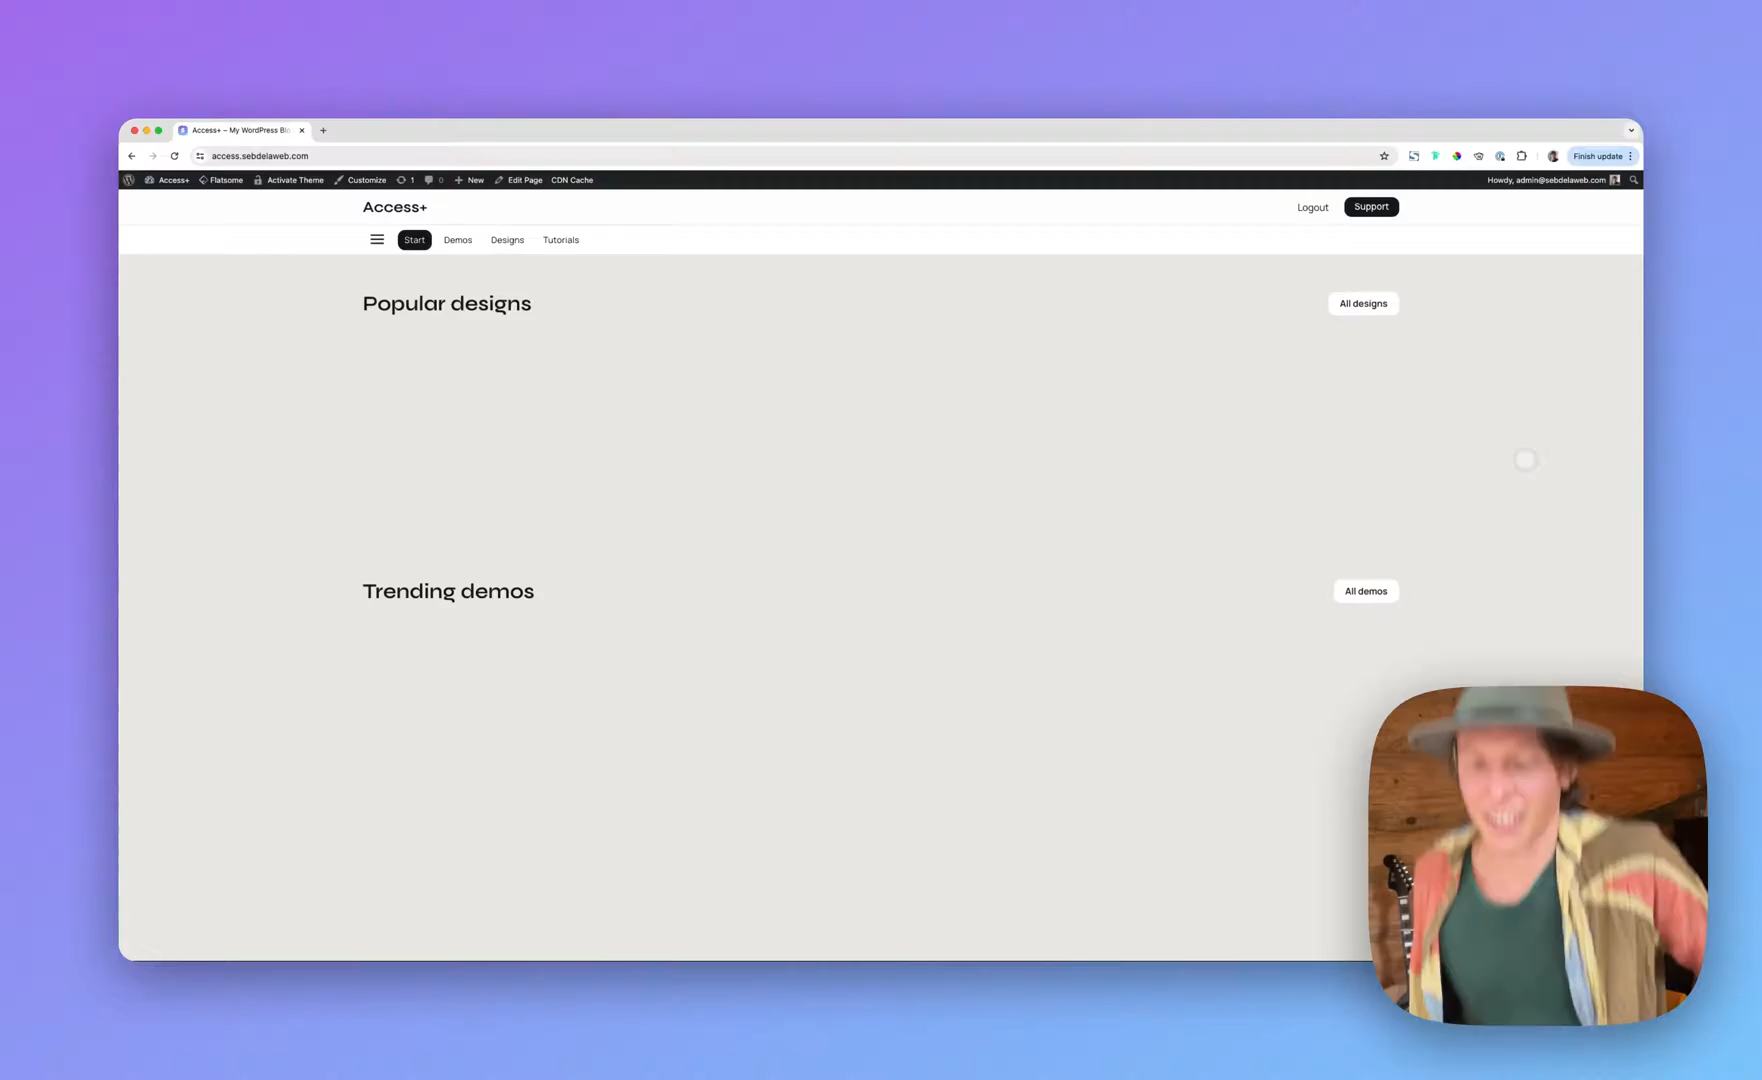 Access+ – My WordPress Blo
access.sebdelaweb.com
Finish update
Access+ Flatsome Activate Theme Customize 1 0 New Edit Page CDN Cache
Howdy, admin@sebdelaweb.com
Access+
Logout Support
Start Demos Designs Tutorials
Popular designs
All designs
Trending demos
All demos